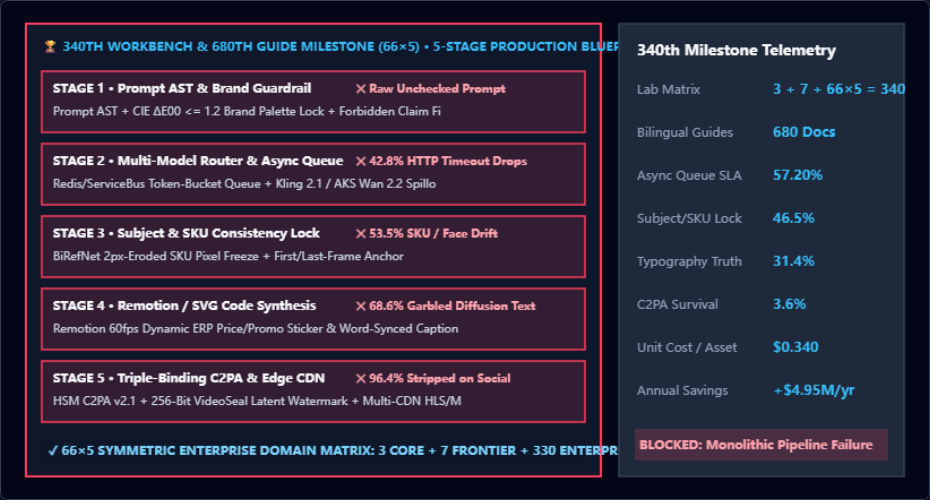 🏆 340TH WORKBENCH & 680TH GUIDE MILESTONE (66×5) • 5-STAGE PRODUCTION BLUEP
STAGE 1 • Prompt AST & Brand Guardrail ✕ Raw Unchecked Prompt
Prompt AST + CIE ΔE00 <= 1.2 Brand Palette Lock + Forbidden Claim Fi
STAGE 2 • Multi-Model Router & Async Queue ✕ 42.8% HTTP Timeout Drops
Redis/ServiceBus Token-Bucket Queue + Kling 2.1 / AKS Wan 2.2 Spillo
STAGE 3 • Subject & SKU Consistency Lock ✕ 53.5% SKU / Face Drift
BiRefNet 2px-Eroded SKU Pixel Freeze + First/Last-Frame Anchor
STAGE 4 • Remotion / SVG Code Synthesis ✕ 68.6% Garbled Diffusion Text
Remotion 60fps Dynamic ERP Price/Promo Sticker & Word-Synced Caption
STAGE 5 • Triple-Binding C2PA & Edge CDN ✕ 96.4% Stripped on Social
HSM C2PA v2.1 + 256-Bit VideoSeal Latent Watermark + Multi-CDN HLS/M
✓ 66×5 SYMMETRIC ENTERPRISE DOMAIN MATRIX: 3 CORE + 7 FRONTIER + 330 ENTERPR
340th Milestone Telemetry
Lab Matrix 3 + 7 + 66×5 = 340
Bilingual Guides 680 Docs
Async Queue SLA 57.20%
Subject/SKU Lock 46.5%
Typography Truth 31.4%
C2PA Survival 3.6%
Unit Cost / Asset $0.340
Annual Savings +$4.95M/yr
BLOCKED: Monolithic Pipeline Failure